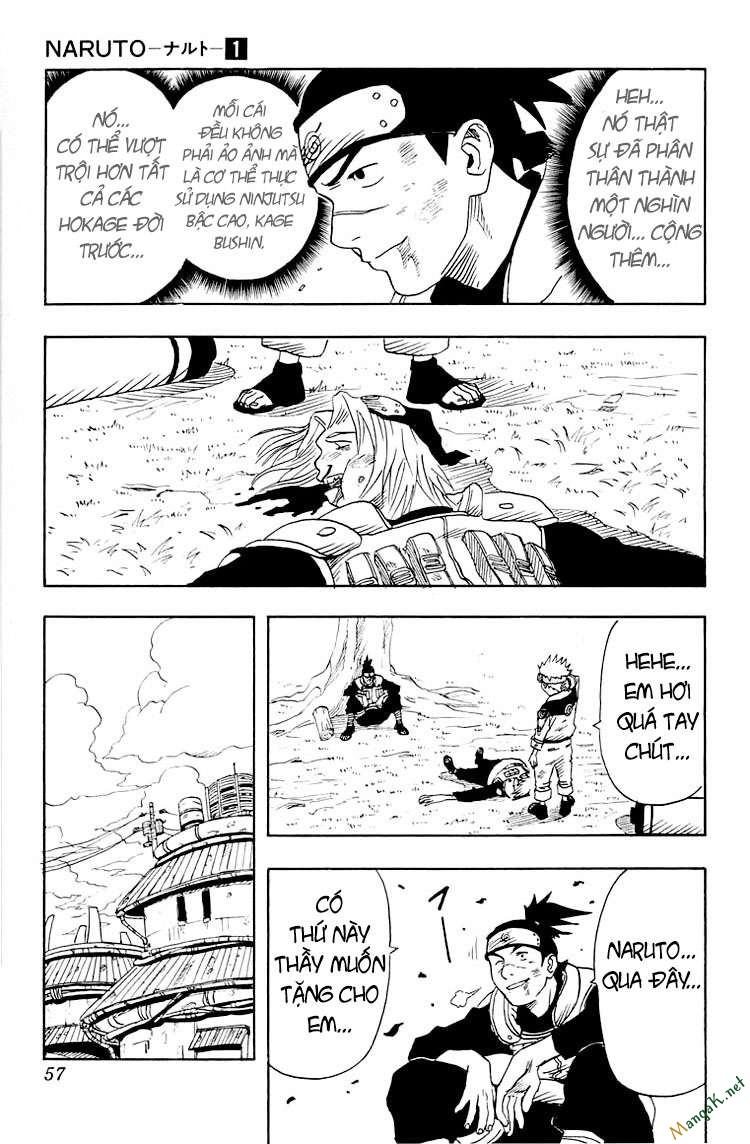 NARUTO—ナルト—1
HEH...
NÓ THẬT
SỰ ĐÃ PHÂN
THÂN THÀNH
MỘT NGHÌN
NGƯỜI... CỘNG
THÊM...
MỖI CÁI
ĐỀU KHÔNG
PHẢI ẢO ẢNH MÀ
LÀ CƠ THỂ THỰC
SỬ DỤNG NINJUTSU
BẬC CAO, KAGE
BUSHIN.
NÓ...
CÓ THỂ VƯỢT
TRỘI HƠN TẤT
CẢ CÁC
HOKAGE ĐỜI
TRƯỚC...
HEHE...
EM HƠI
QUÁ TAY
CHÚT...
NARUTO...
QUA ĐÂY...
CÓ
THỨ NÀY
THẦY MUỐN
TẶNG CHO
EM...
57
MangaK.net